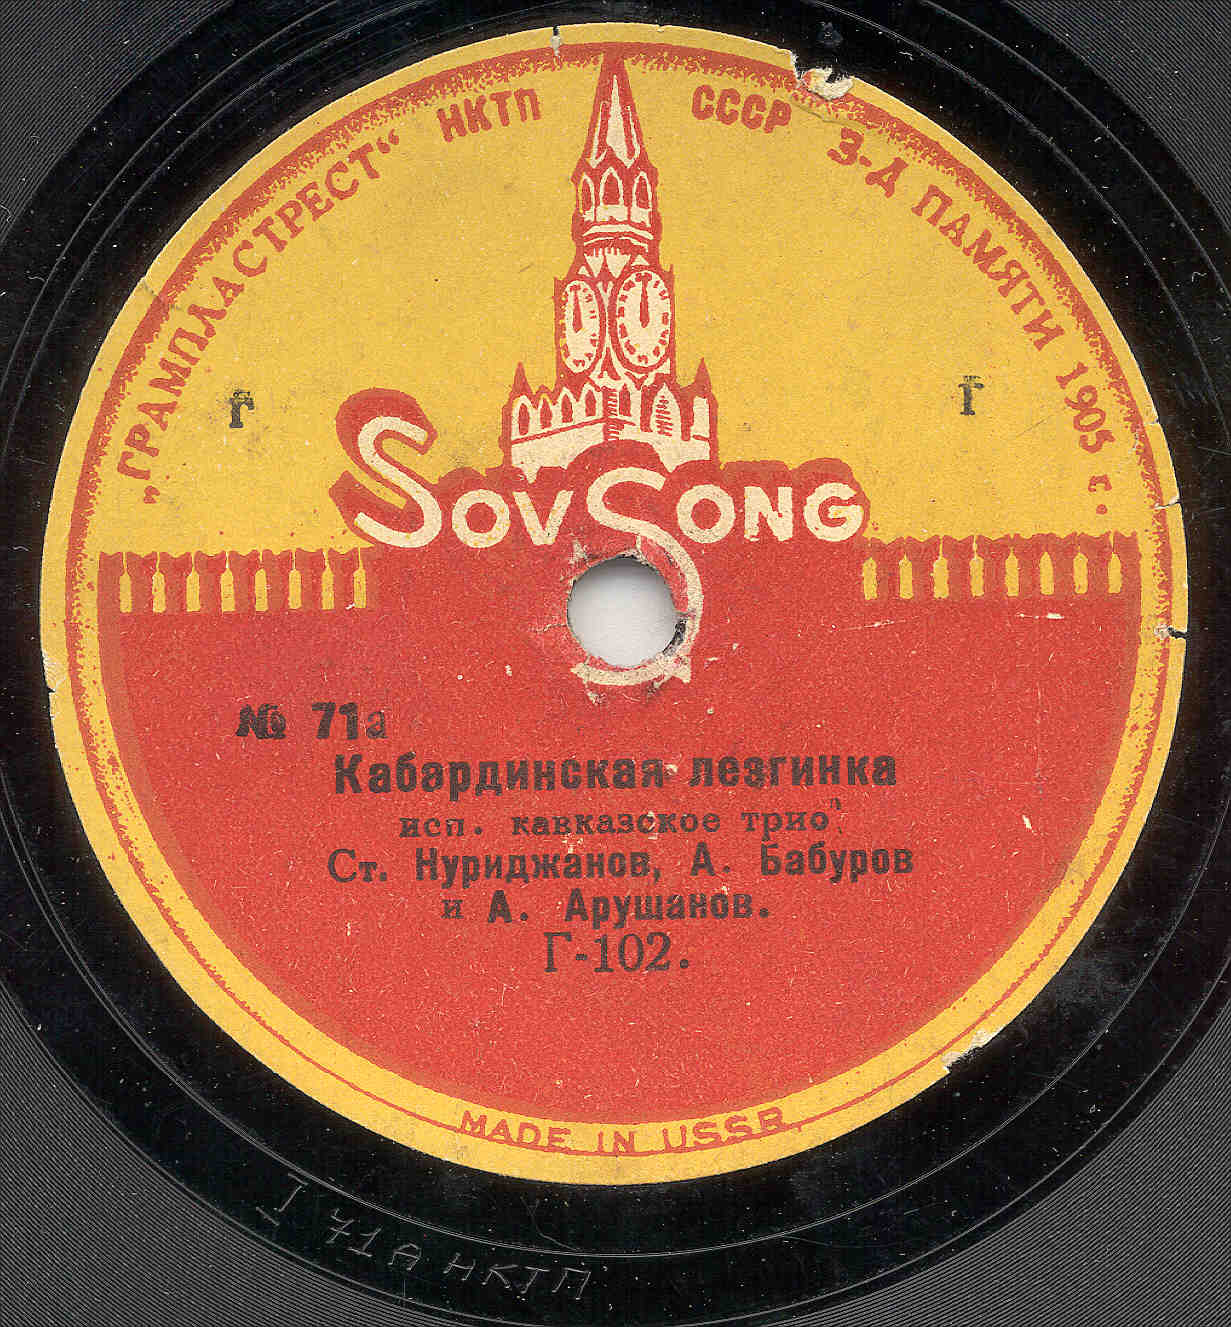 „ГРАМПЛАСТРЕСТ“ НКТП СССР З-Д ПАМЯТИ 1905 г.
г г
SovSong
№ 71а
Кабардинская лезгинка
исп. кавказское трио:
Ст. Нуриджанов, А. Бабуров
и А. Арушанов.
Г-102.
MADE IN USSR.
I 71A НКТП